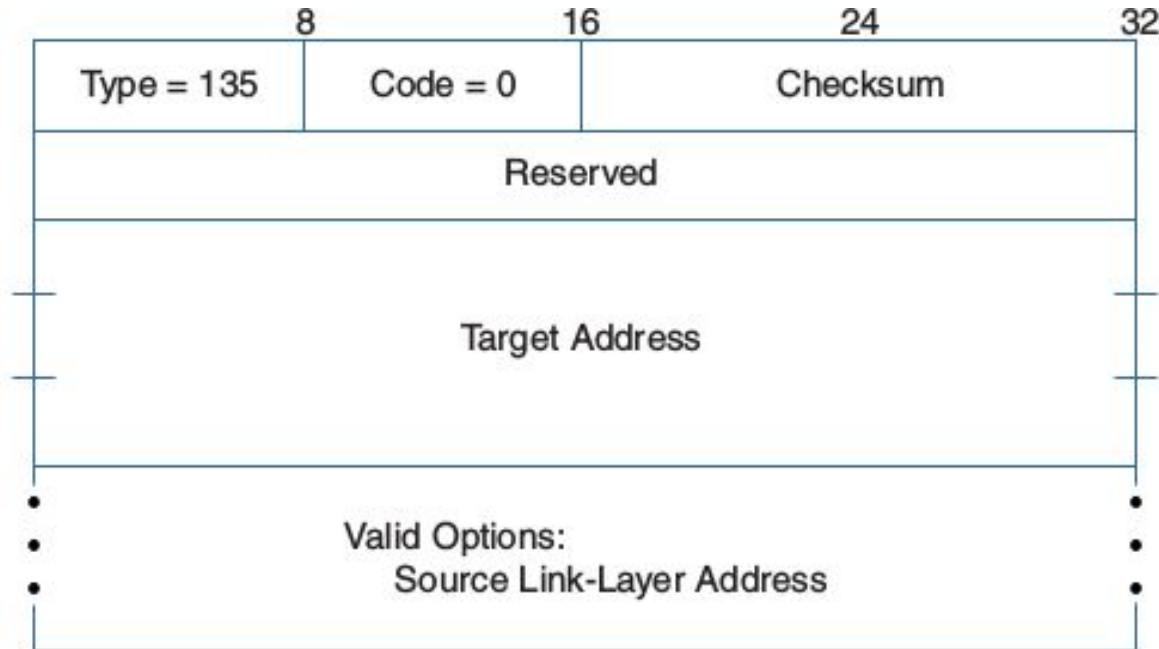 8 16 24 32
Type = 135 Code = 0 Checksum
Reserved
Target Address
Valid Options:
Source Link-Layer Address